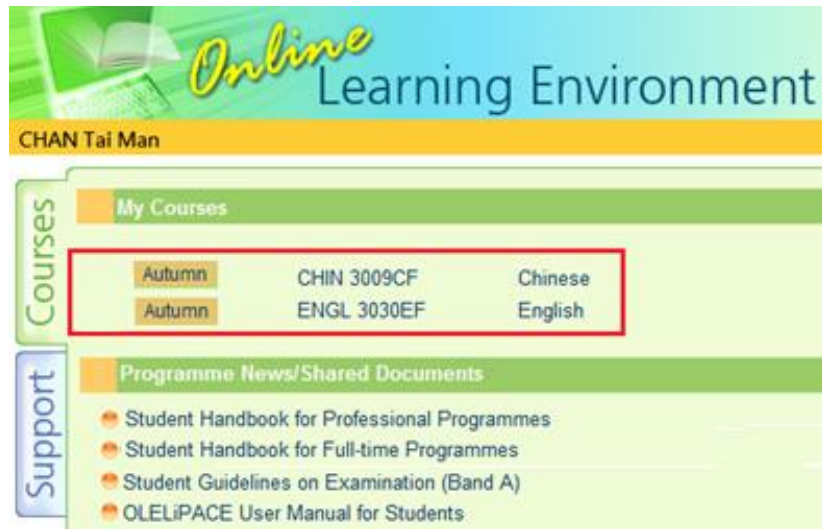 Online
Learning Environment
CHAN Tai Man
Courses
My Courses
Autumn CHIN 3009CF Chinese
Autumn ENGL 3030EF English
Support
Programme News/Shared Documents
Student Handbook for Professional Programmes
Student Handbook for Full-time Programmes
Student Guidelines on Examination (Band A)
OLELiPACE User Manual for Students